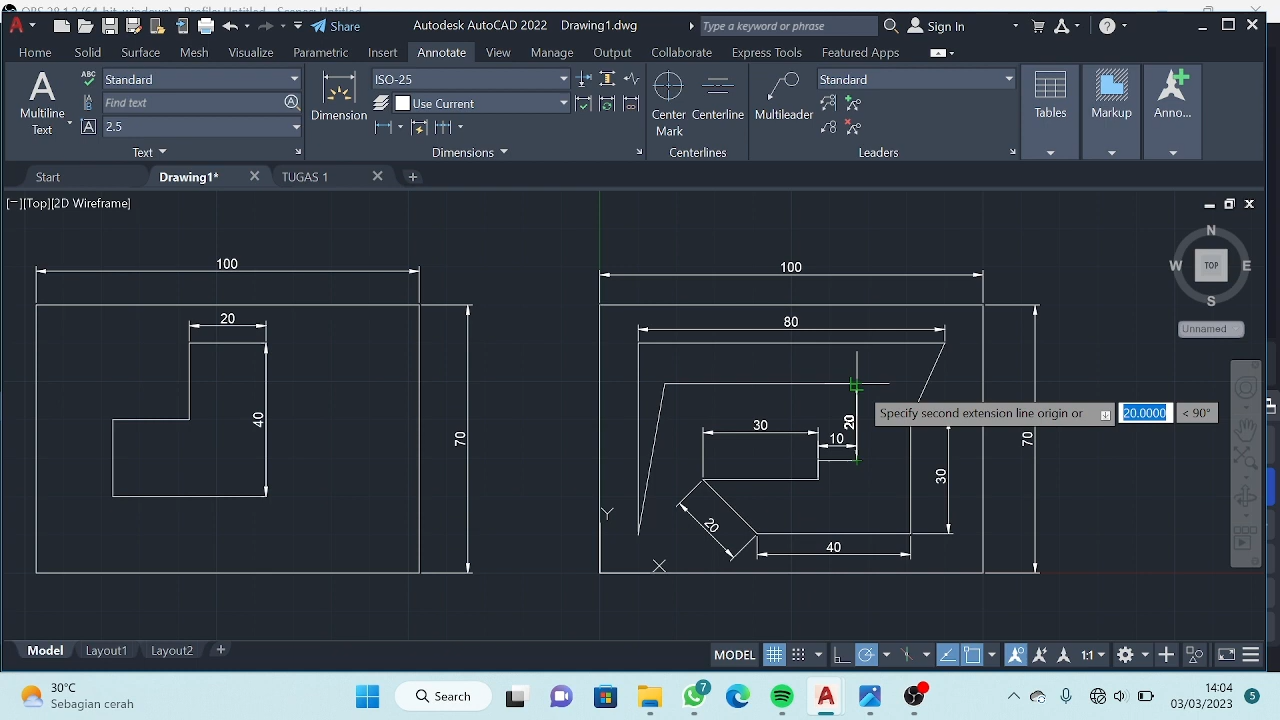 Share
Autodesk AutoCAD 2022 Drawing1.dwg
Type a keyword or phrase
Sign In
Home Solid Surface Mesh Visualize Parametric Insert Annotate View Manage Output Collaborate Express Tools Featured Apps
A
Multiline
Text
ABC
Standard
Find text
2.5
Text
Dimension
ISO-25
Use Current
Dimensions
Center
Mark
Centerline
Centerlines
Multileader
Standard
Leaders
Tables
Markup
Anno...
Start
Drawing1*
TUGAS 1
[−][Top][2D Wireframe]
N
W
TOP
E
S
Unnamed
100
20
40
70
100
80
30
10
20
20
40
30
70
Specify second extension line origin or
20.0000
< 90°
Y
X
Model Layout1 Layout2
MODEL
1:1
30°C
Sebagian cerah
Search
7
14:04
03/03/2023
5